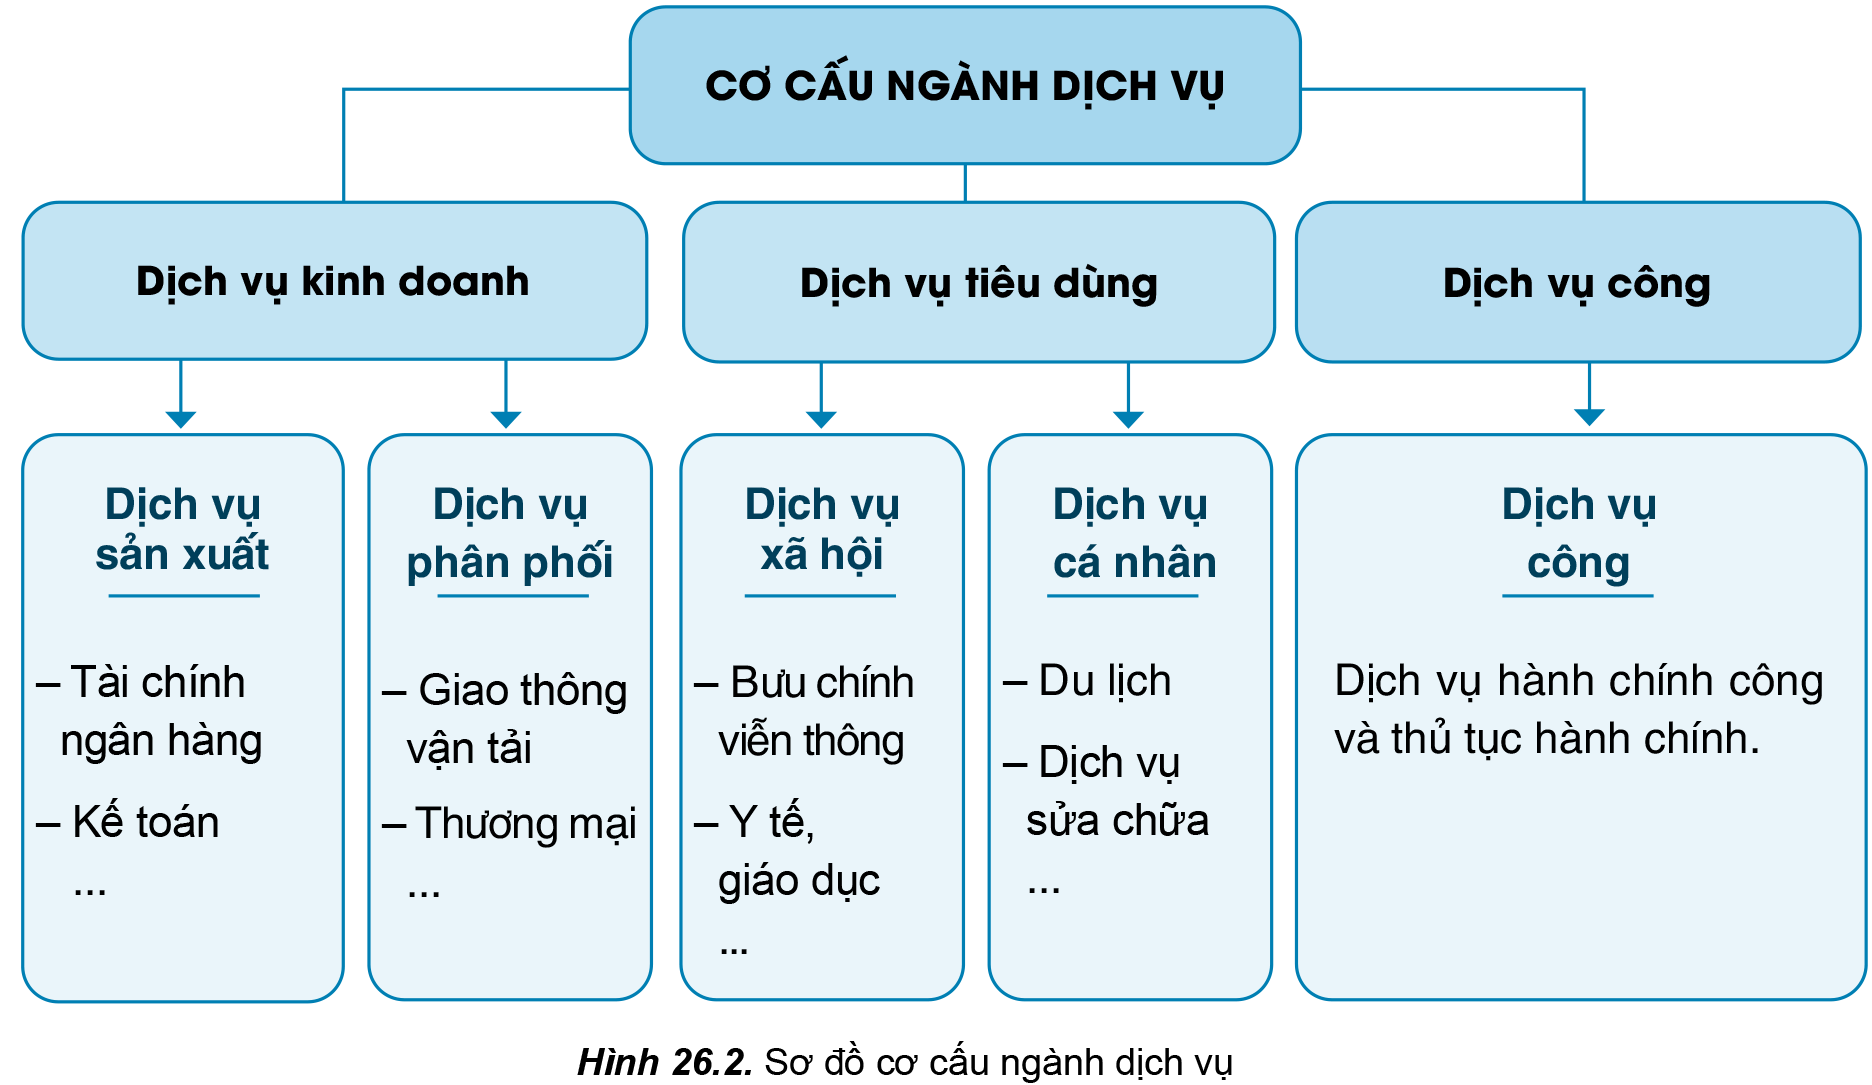 CƠ CẤU NGÀNH DỊCH VỤ
Dịch vụ kinh doanh
Dịch vụ tiêu dùng
Dịch vụ công
Dịch vụ
sản xuất
– Tài chính
ngân hàng
– Kế toán
...
Dịch vụ
phân phối
– Giao thông
vận tải
– Thương mại
...
Dịch vụ
xã hội
– Bưu chính
viễn thông
– Y tế,
giáo dục
...
Dịch vụ
cá nhân
– Du lịch
– Dịch vụ
sửa chữa
...
Dịch vụ
công
Dịch vụ hành chính công
và thủ tục hành chính.
Hình 26.2. Sơ đồ cơ cấu ngành dịch vụ